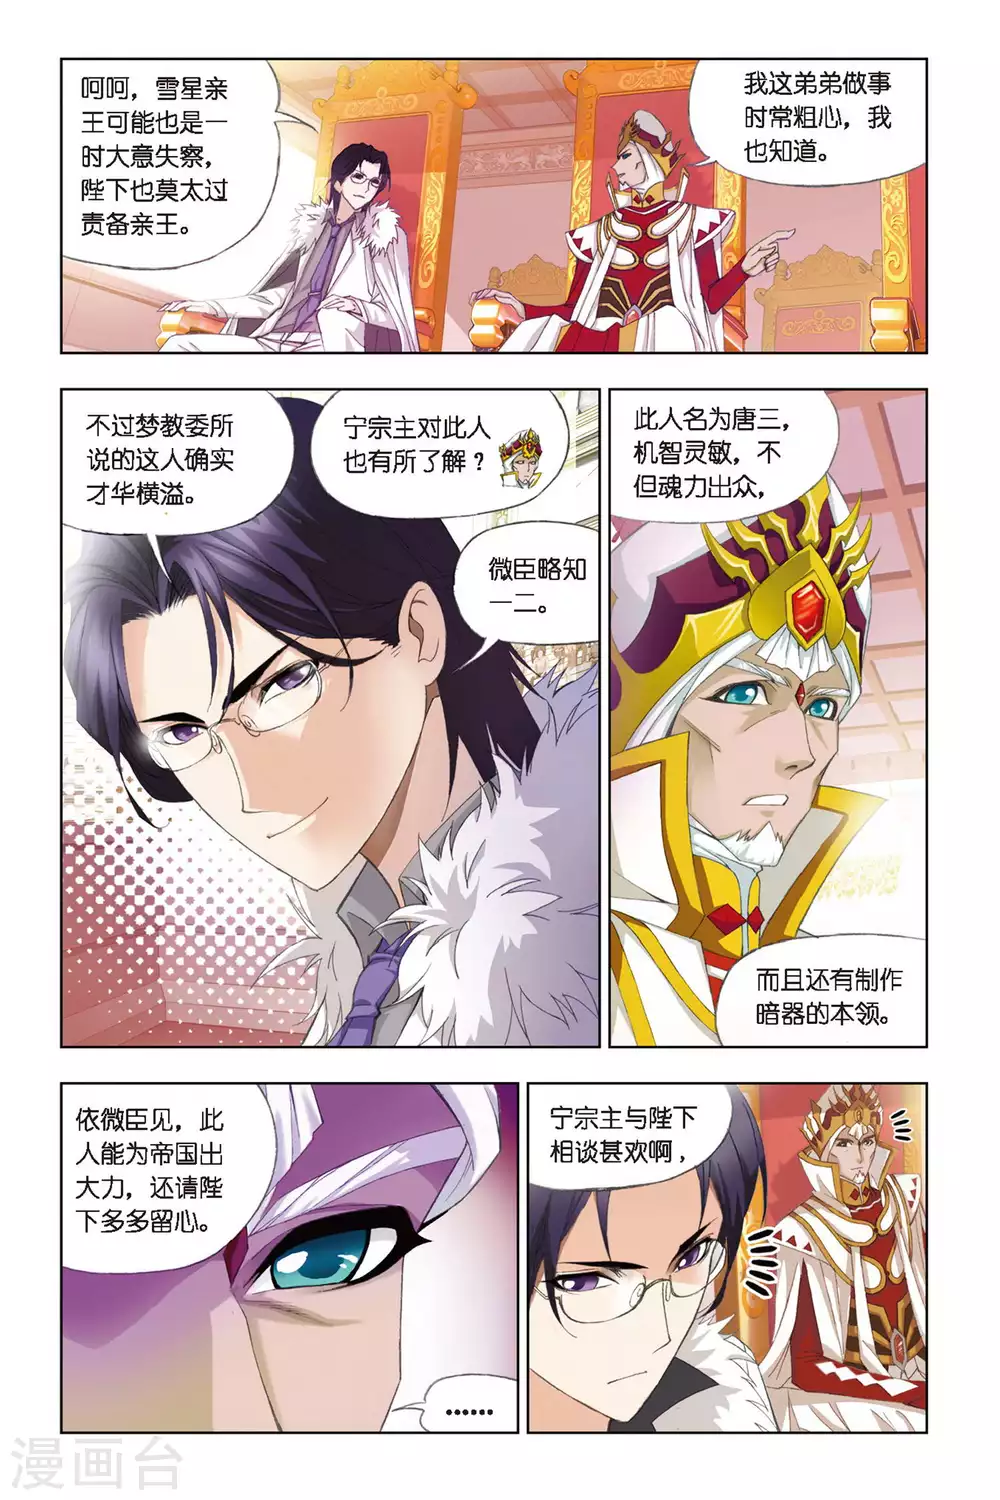 呵呵，雪星亲
王可能也是一
时大意失察，
陛下也莫太过
责备亲王。
我这弟弟做事
时常粗心，我
也知道。
不过梦教委所
说的这人确实
才华横溢。
宁宗主对此人
也有所了解？
微臣略知
一二。
此人名为唐三，
机智灵敏，不
但魂力出众，
而且还有制作
暗器的本领。
依微臣见，此
人能为帝国出
大力，还请陛
下多多留心。
……
宁宗主与陛下
相谈甚欢啊，
漫画台